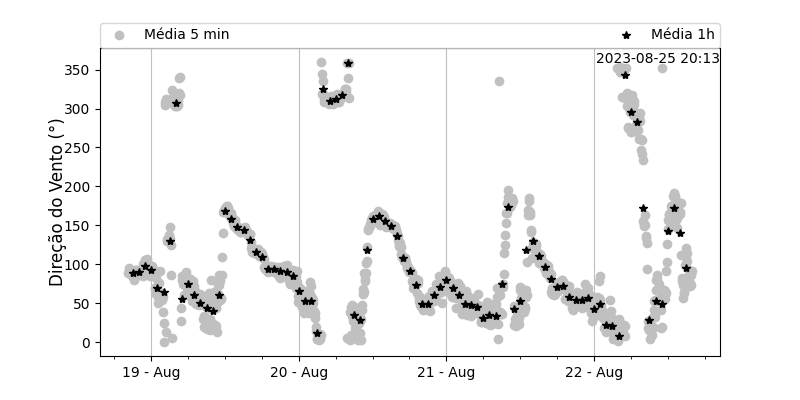 Média 5 min
Média 1h
2023-08-25 20:13
Direção do Vento (°)
350
300
250
200
150
100
50
0
19 - Aug
20 - Aug
21 - Aug
22 - Aug